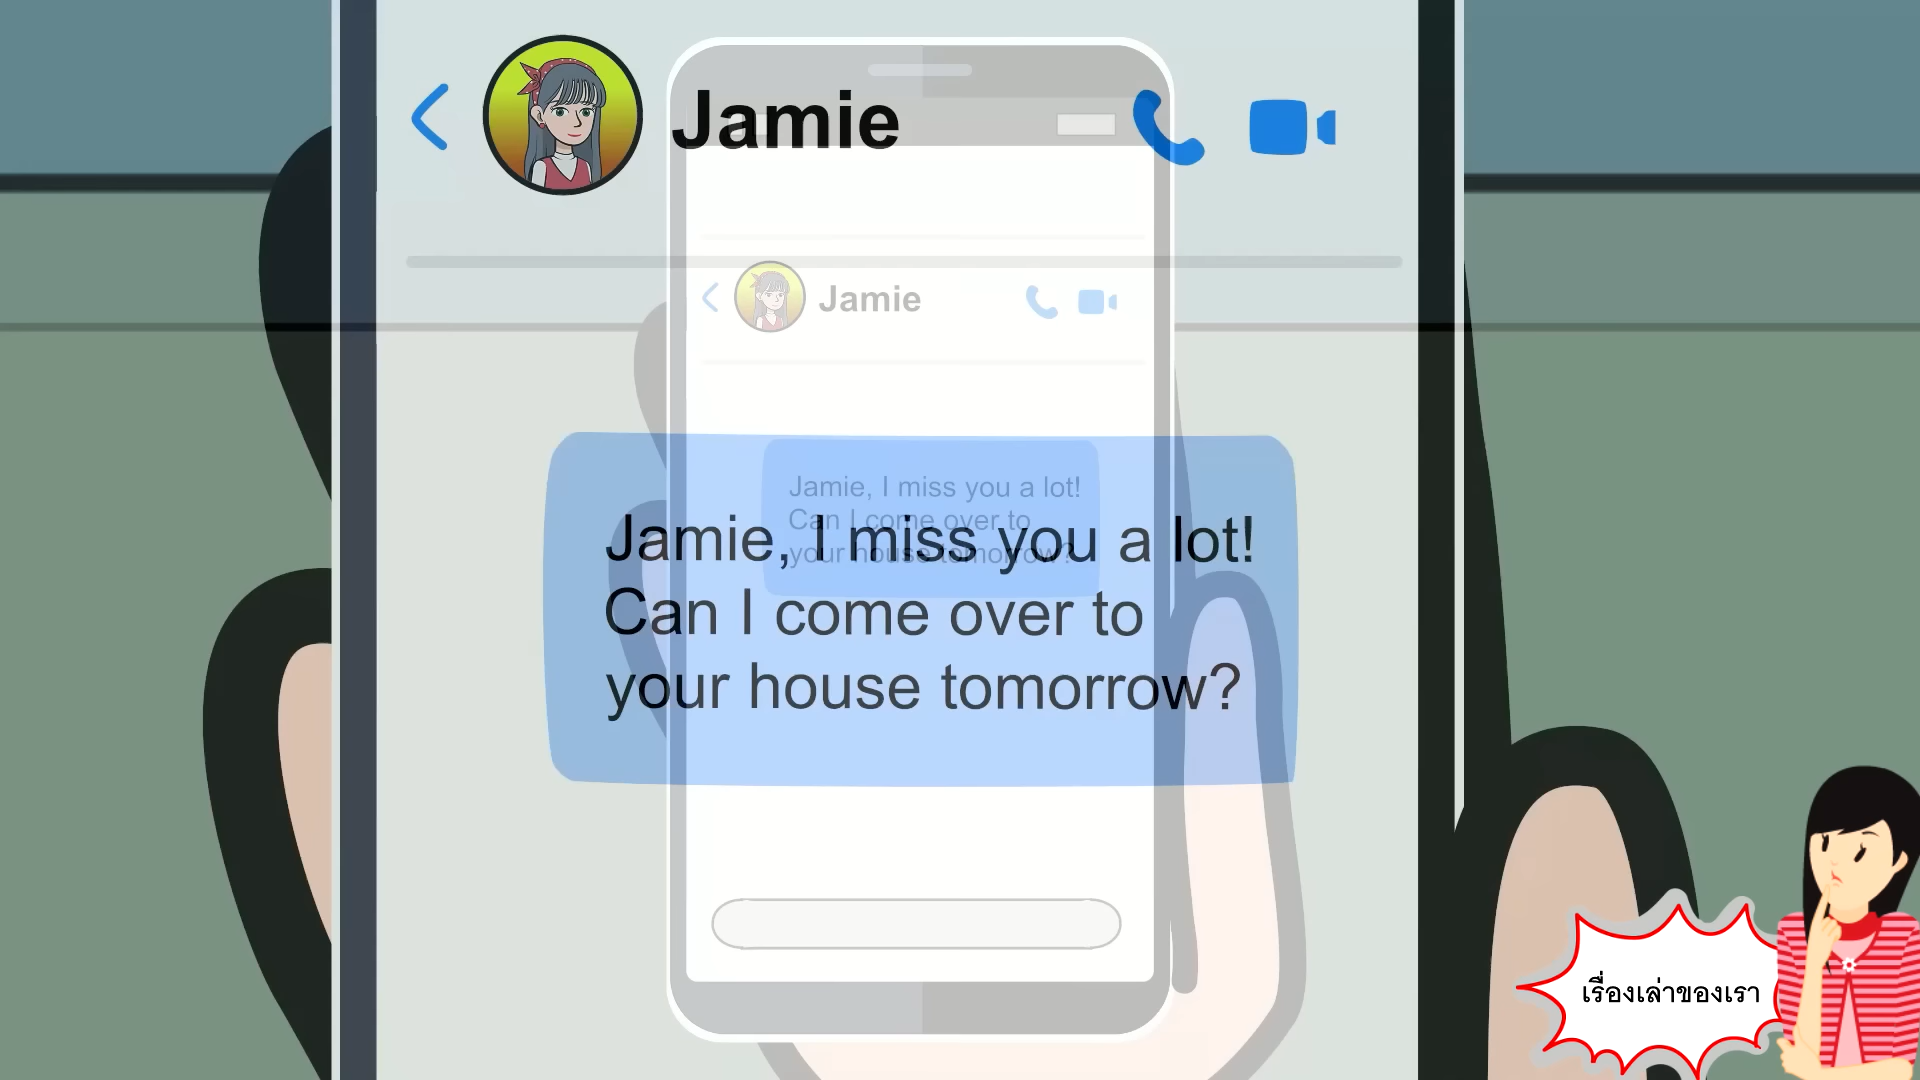 Jamie
Jamie
Jamie, I miss you a lot!
Can I come over to
your house tomorrow?
Jamie, I miss you a lot!
Can I come over to
your house tomorrow?
เรื่องเล่าของเรา